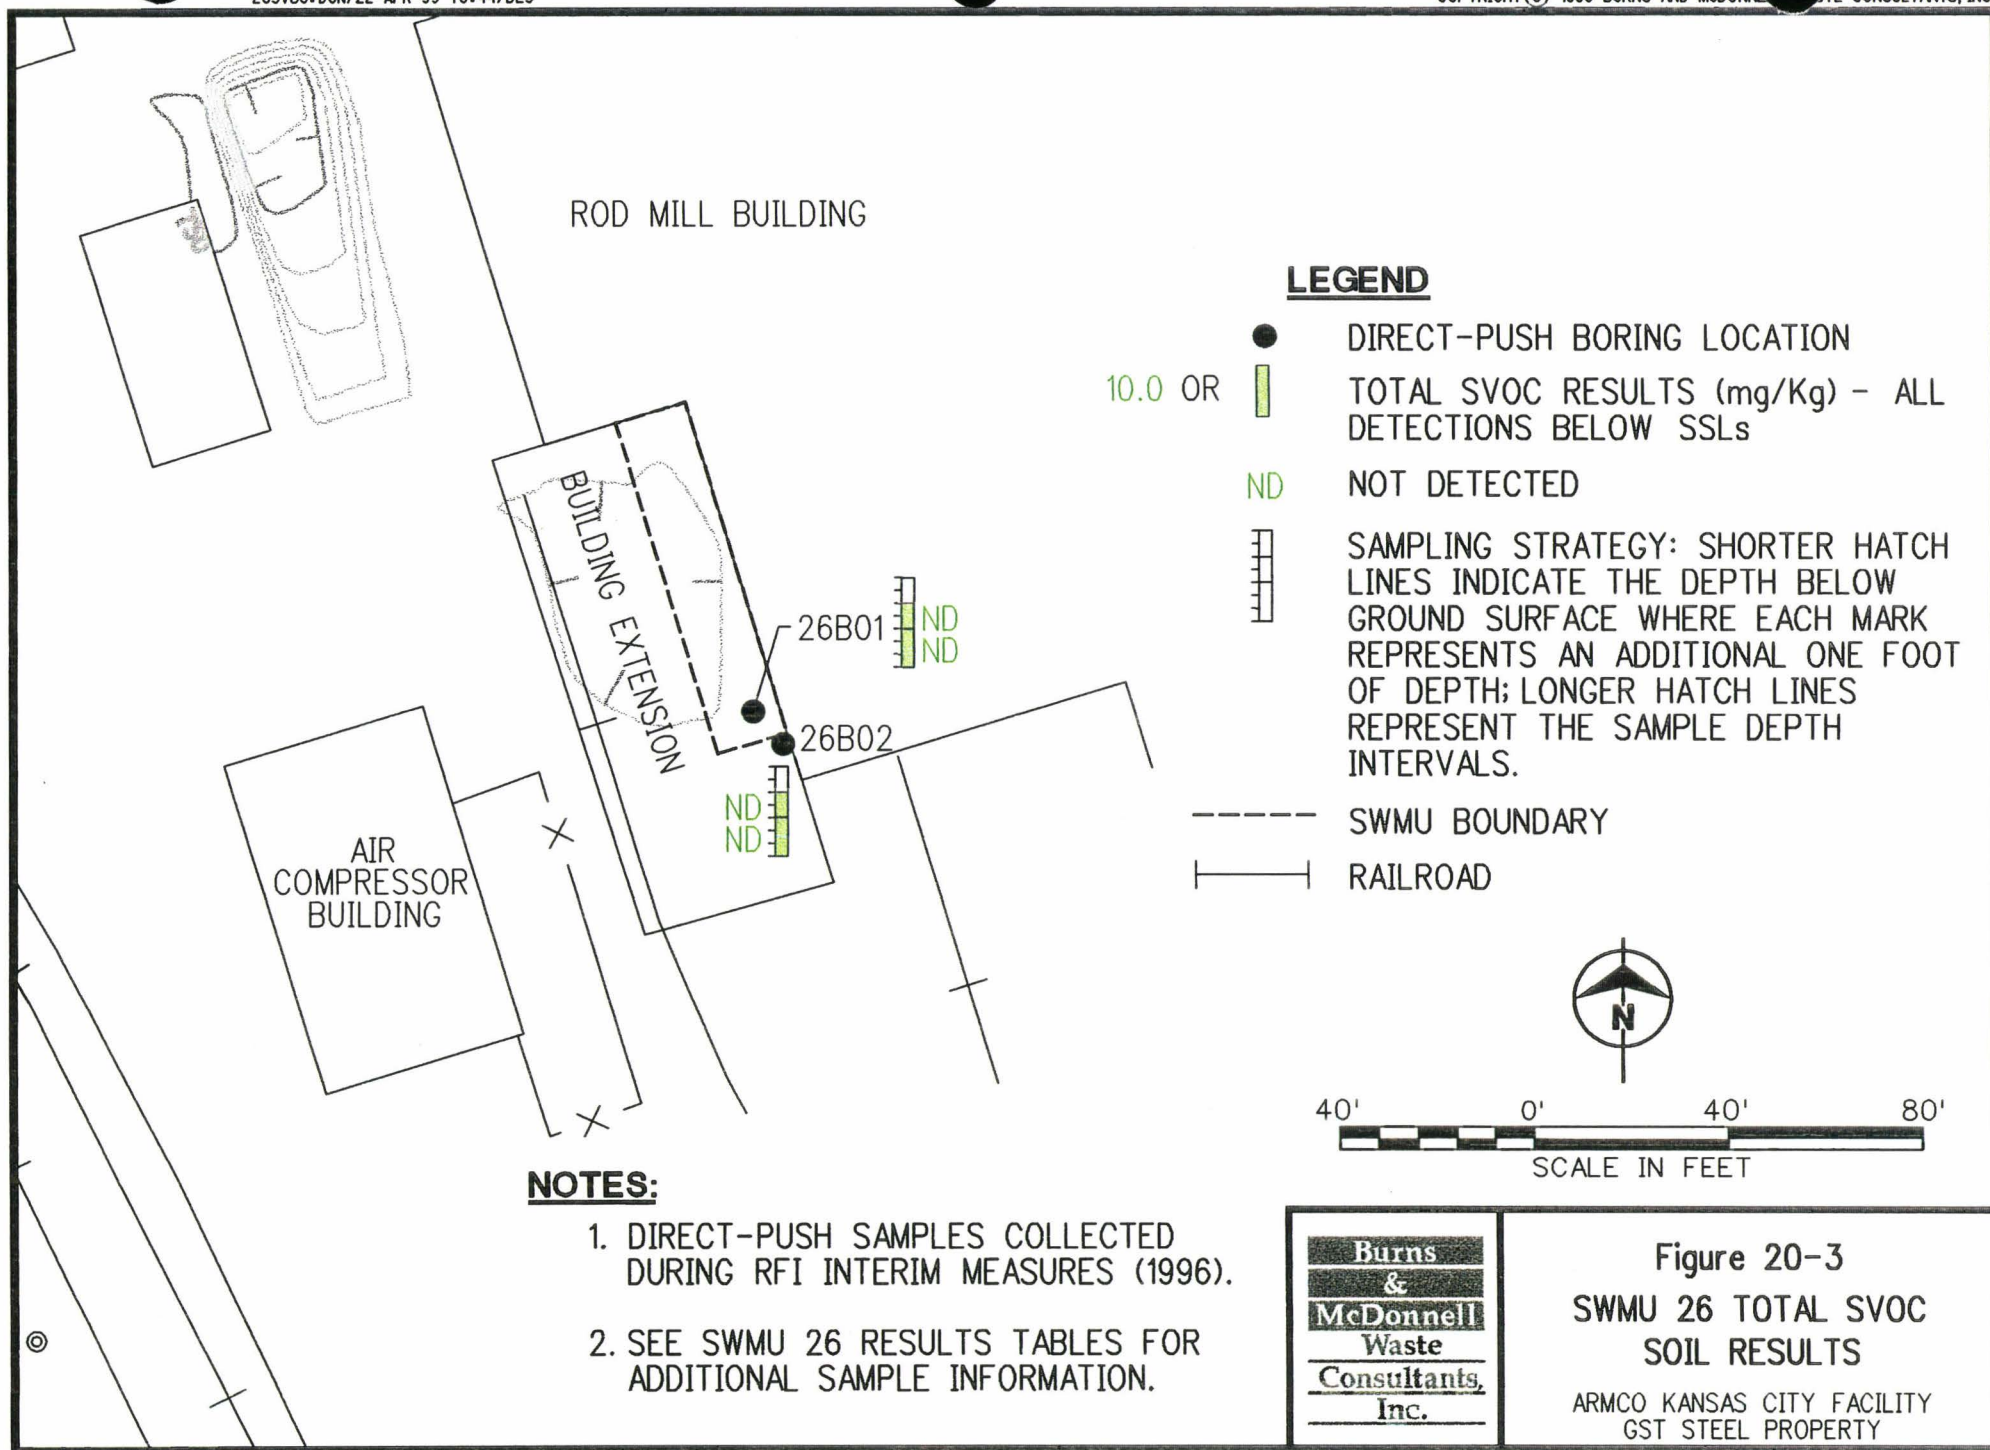 ROD MILL BUILDING
LEGEND
DIRECT-PUSH BORING LOCATION
10.0 OR
TOTAL SVOC RESULTS (mg/Kg) - ALL
DETECTIONS BELOW SSLs
ND NOT DETECTED
SAMPLING STRATEGY: SHORTER HATCH
LINES INDICATE THE DEPTH BELOW
GROUND SURFACE WHERE EACH MARK
REPRESENTS AN ADDITIONAL ONE FOOT
OF DEPTH; LONGER HATCH LINES
REPRESENT THE SAMPLE DEPTH
INTERVALS.
SWMU BOUNDARY
RAILROAD
BUILDING EXTENSION
26B01
ND
ND
26B02
ND
ND
AIR
COMPRESSOR
BUILDING
N
40' 0' 40' 80'
SCALE IN FEET
NOTES:
1. DIRECT-PUSH SAMPLES COLLECTED
DURING RFI INTERIM MEASURES (1996).
2. SEE SWMU 26 RESULTS TABLES FOR
ADDITIONAL SAMPLE INFORMATION.
Burns
&
McDonnell
Waste
Consultants,
Inc.
Figure 20-3
SWMU 26 TOTAL SVOC
SOIL RESULTS
ARMCO KANSAS CITY FACILITY
GST STEEL PROPERTY